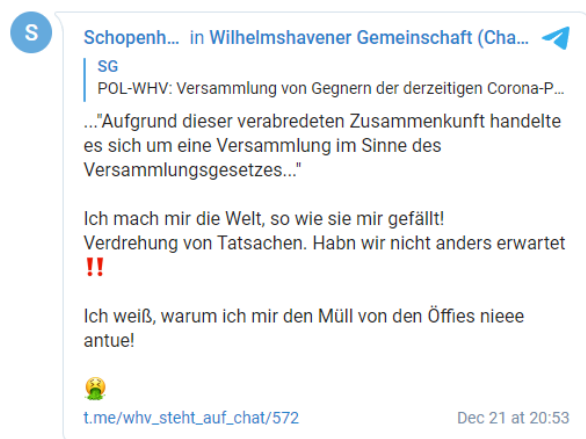 S
Schopenh... in Wilhelmshavener Gemeinschaft (Cha...
SG
POL-WHV: Versammlung von Gegnern der derzeitigen Corona-P...
..."Aufgrund dieser verabredeten Zusammenkunft handelte
es sich um eine Versammlung im Sinne des
Versammlungsgesetzes..."
Ich mach mir die Welt, so wie sie mir gefällt!
Verdrehung von Tatsachen. Habn wir nicht anders erwartet
‼️
Ich weiß, warum ich mir den Müll von den Öffies nieee
antue!
🤮
t.me/whv_steht_auf_chat/572 Dec 21 at 20:53